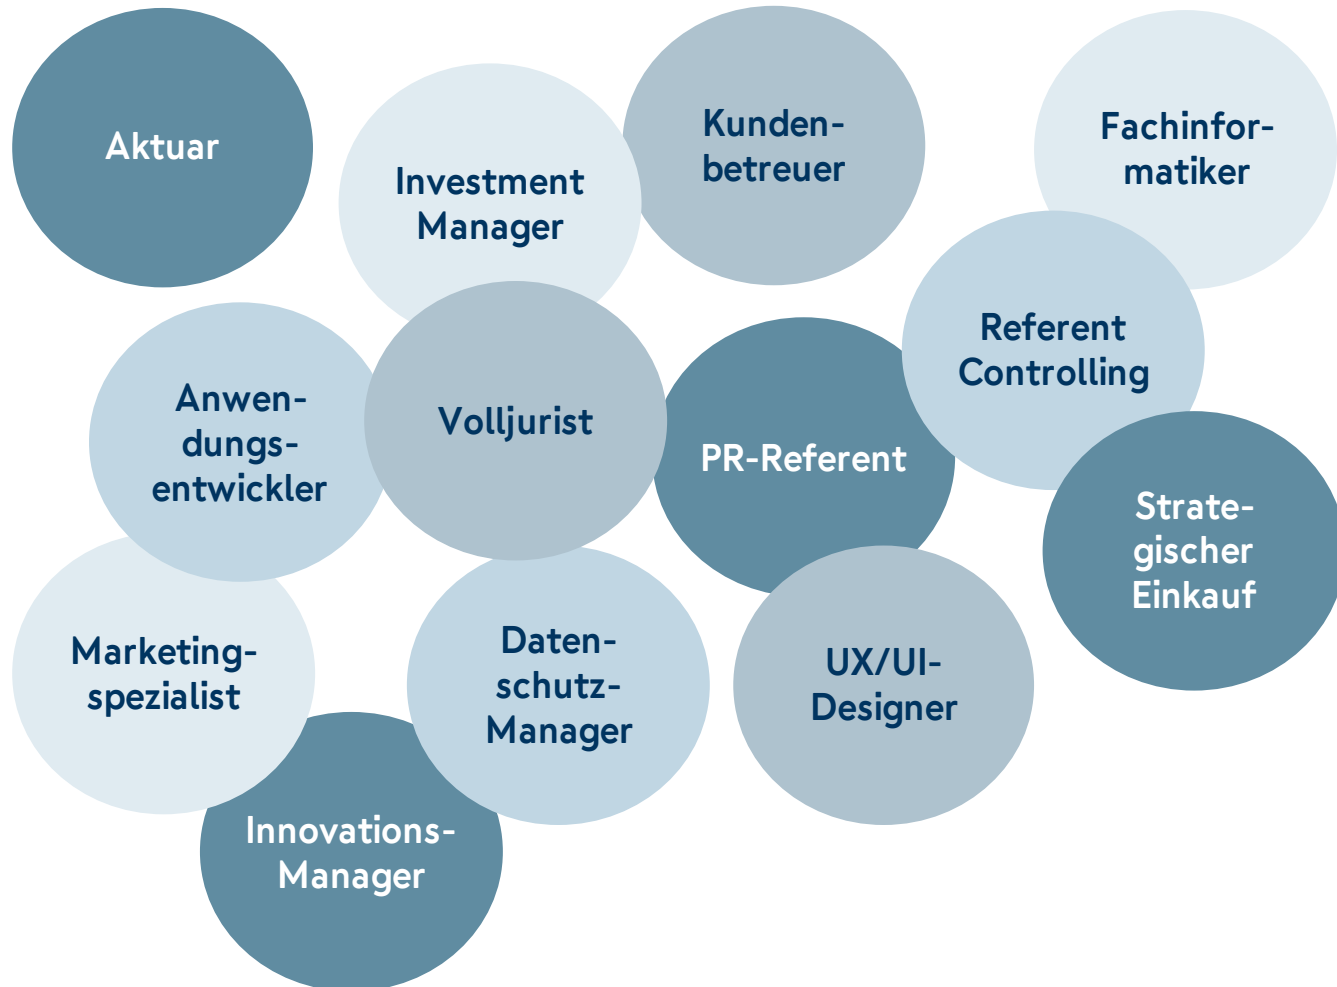 Aktuar
Investment
Manager
Kunden-
betreuer
Fachinfor-
matiker
Referent
Controlling
Anwen-
dungs-
entwickler
Volljurist
PR-Referent
Strate-
gischer
Einkauf
Marketing-
spezialist
Daten-
schutz-
Manager
UX/UI-
Designer
Innovations-
Manager